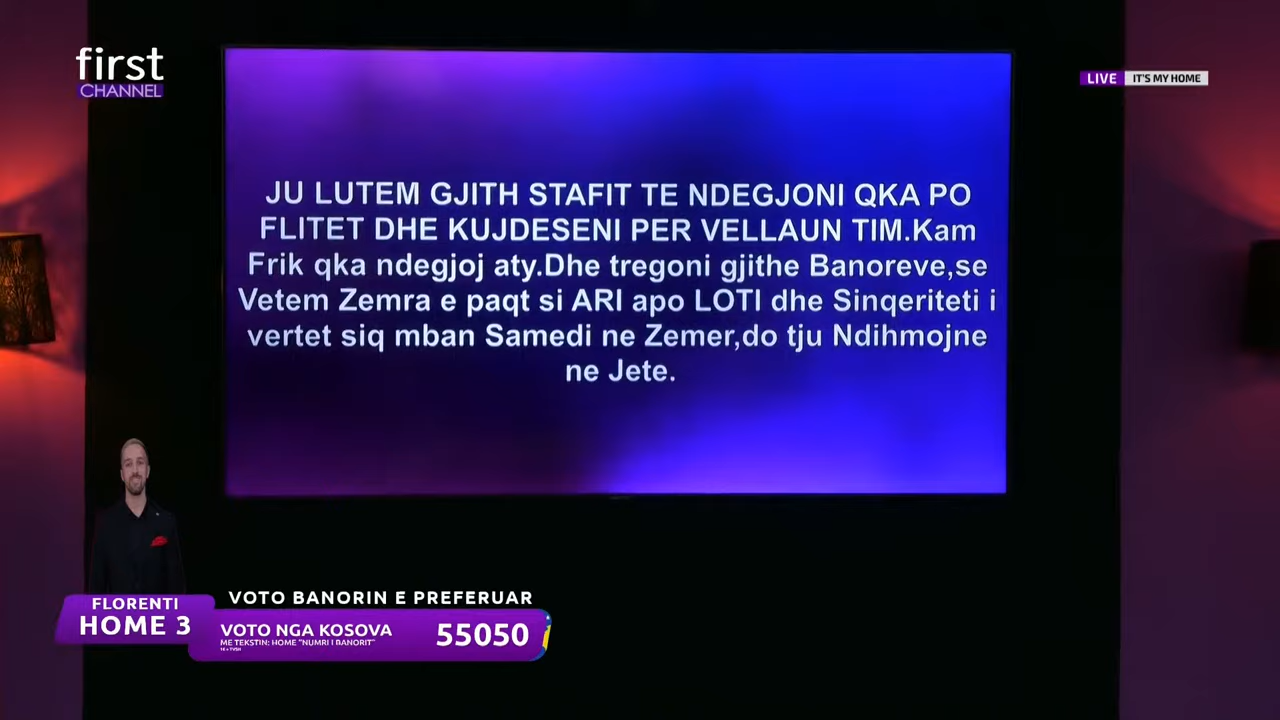 first
CHANNEL
LIVE IT'S MY HOME
JU LUTEM GJITH STAFIT TE NDEGJONI QKA PO
FLITET DHE KUJDESENI PER VELLAUN TIM.Kam
Frik qka ndegjoj aty.Dhe tregoni gjithe Banoreve,se
Vetem Zemra e paqt si ARI apo LOTI dhe Sinqeriteti i
vertet siq mban Samedi ne Zemer,do tju Ndihmojne
ne Jete.
FLORENTI
HOME 3
VOTO BANORIN E PREFERUAR
VOTO NGA KOSOVA
ME TEKSTIN: HOME "NUMRI I BANORIT"
1€ + TVSH
55050